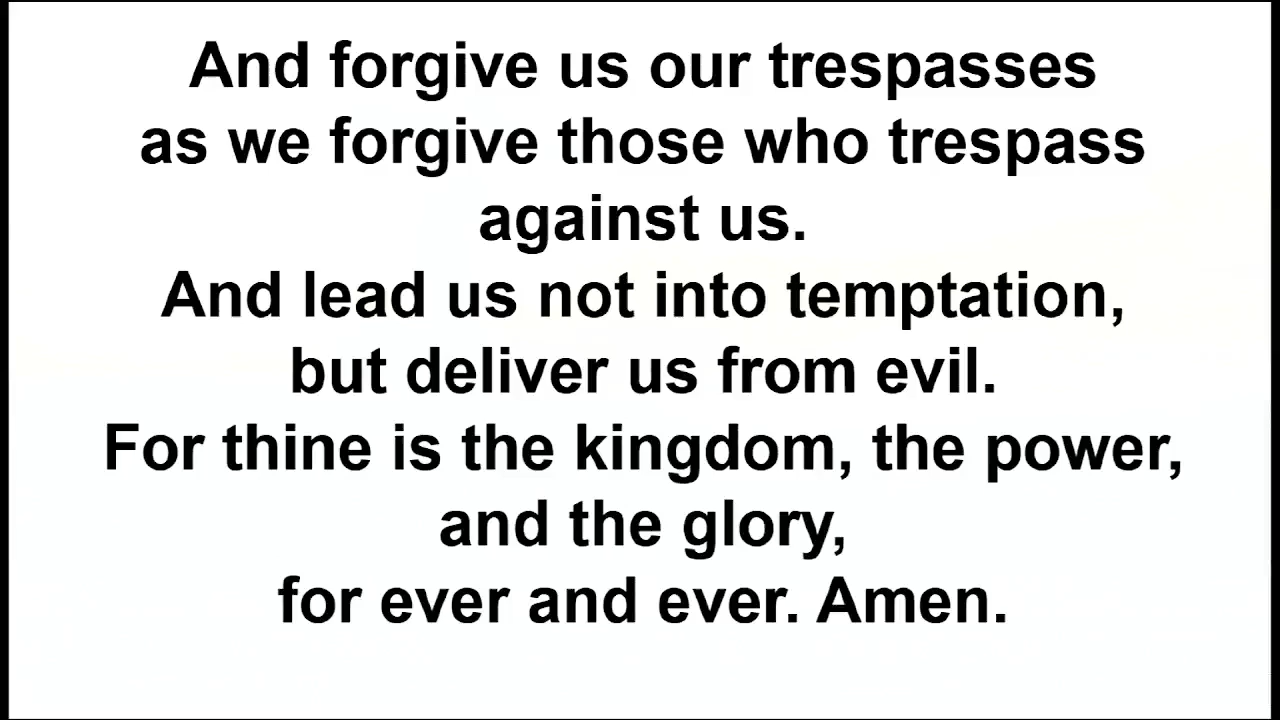 And forgive us our trespasses
as we forgive those who trespass
against us.
And lead us not into temptation,
but deliver us from evil.
For thine is the kingdom, the power,
and the glory,
for ever and ever. Amen.